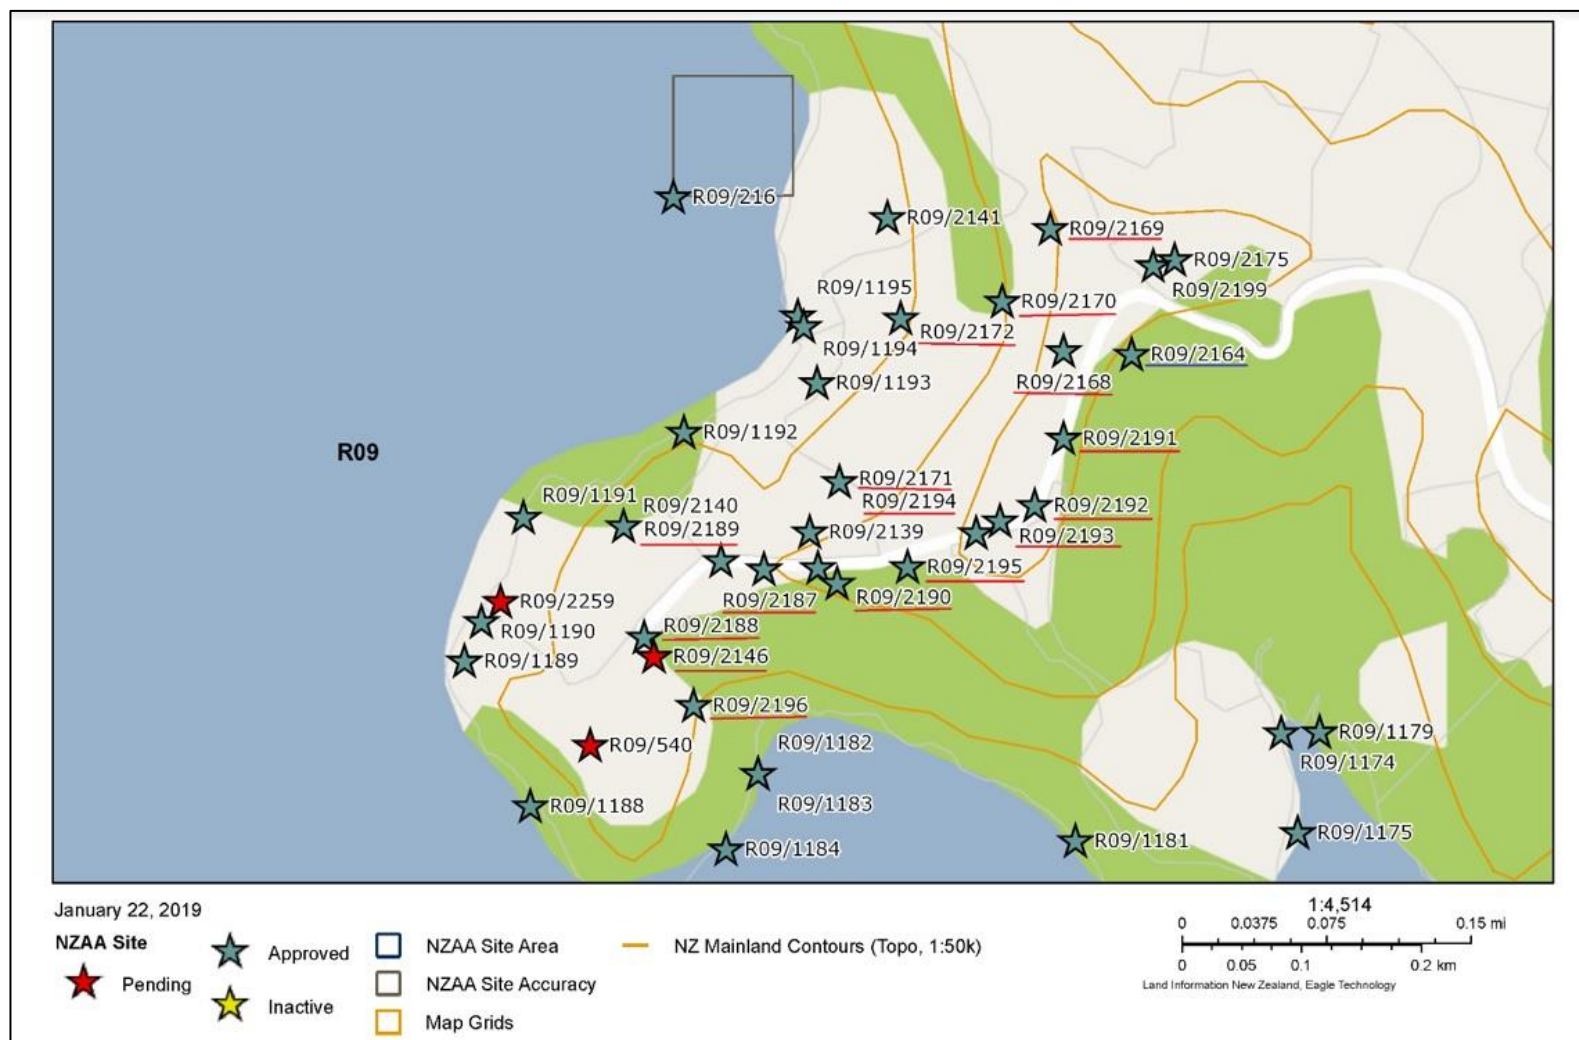 R09/216
R09/2141
R09/2169
R09/2175
R09/2199
R09/1195
R09/2170
R09/2172
R09/1194
R09/2164
R09/2168
R09/1193
R09/1192
R09/2191
R09
R09/2171
R09/1191
R09/2194
R09/2140
R09/2192
R09/2189
R09/2139
R09/2193
R09/2195
R09/2187
R09/2190
R09/2259
R09/1190
R09/2188
R09/2146
R09/1189
R09/2196
R09/540
R09/1182
R09/1179
R09/1174
R09/1188
R09/1183
R09/1184
R09/1181
R09/1175
January 22, 2019
NZAA Site
Pending
Approved
Inactive
NZAA Site Area
NZAA Site Accuracy
Map Grids
NZ Mainland Contours (Topo, 1:50k)
1:4,514
0 0.0375 0.075 0.15 mi
0 0.05 0.1 0.2 km
Land Information New Zealand, Eagle Technology